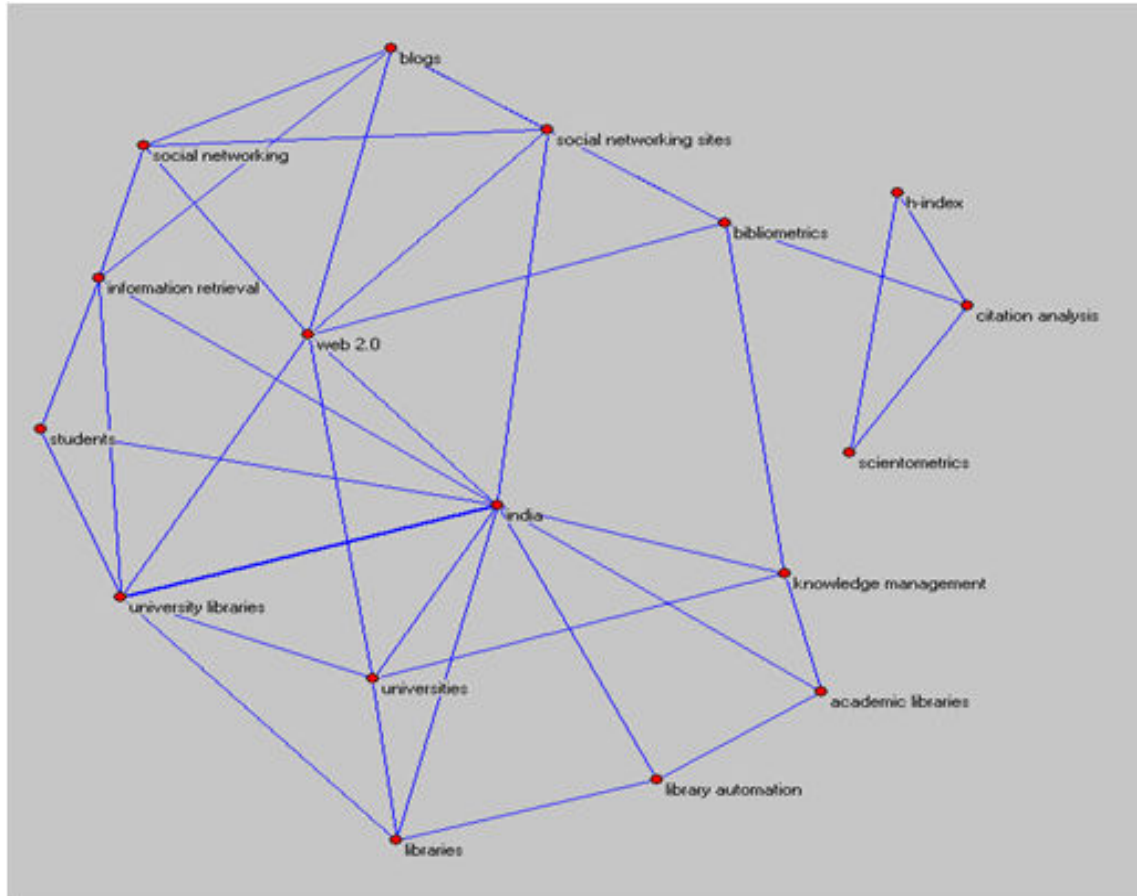 blogs
social networking sites
social networking
h-index
bibliometrics
information retrieval
citation analysis
web 2.0
students
scientometrics
india
knowledge management
university libraries
universities
academic libraries
library automation
libraries